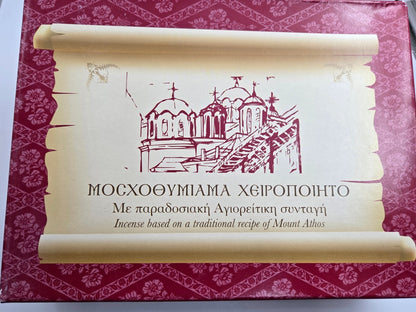 ΜΟΣΧΟΘΥΜΙΑΜΑ ΧΕΙΡΟΠΟΙΗΤΟ
Με παραδοσιακή Αγιορείτικη συνταγή
Incense based on a traditional recipe of Mount Athos